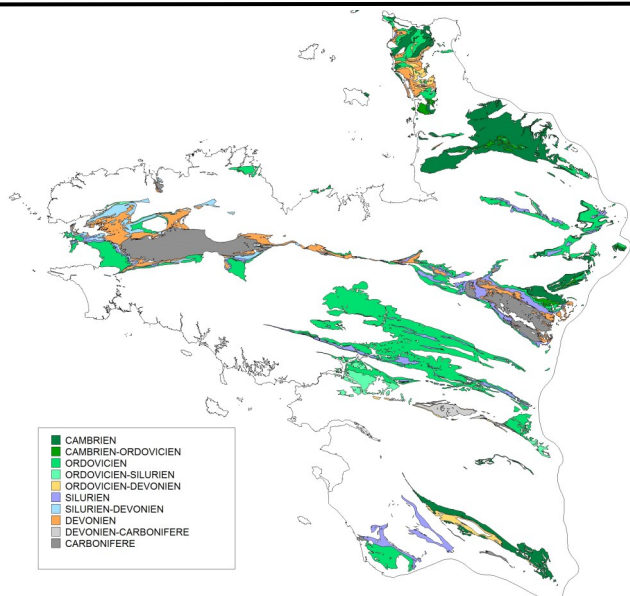 CAMBRIEN
CAMBRIEN-ORDOVICIEN
ORDOVICIEN
ORDOVICIEN-SILURIEN
ORDOVICIEN-DEVONIEN
SILURIEN
SILURIEN-DEVONIEN
DEVONIEN
DEVONIEN-CARBONIFERE
CARBONIFERE